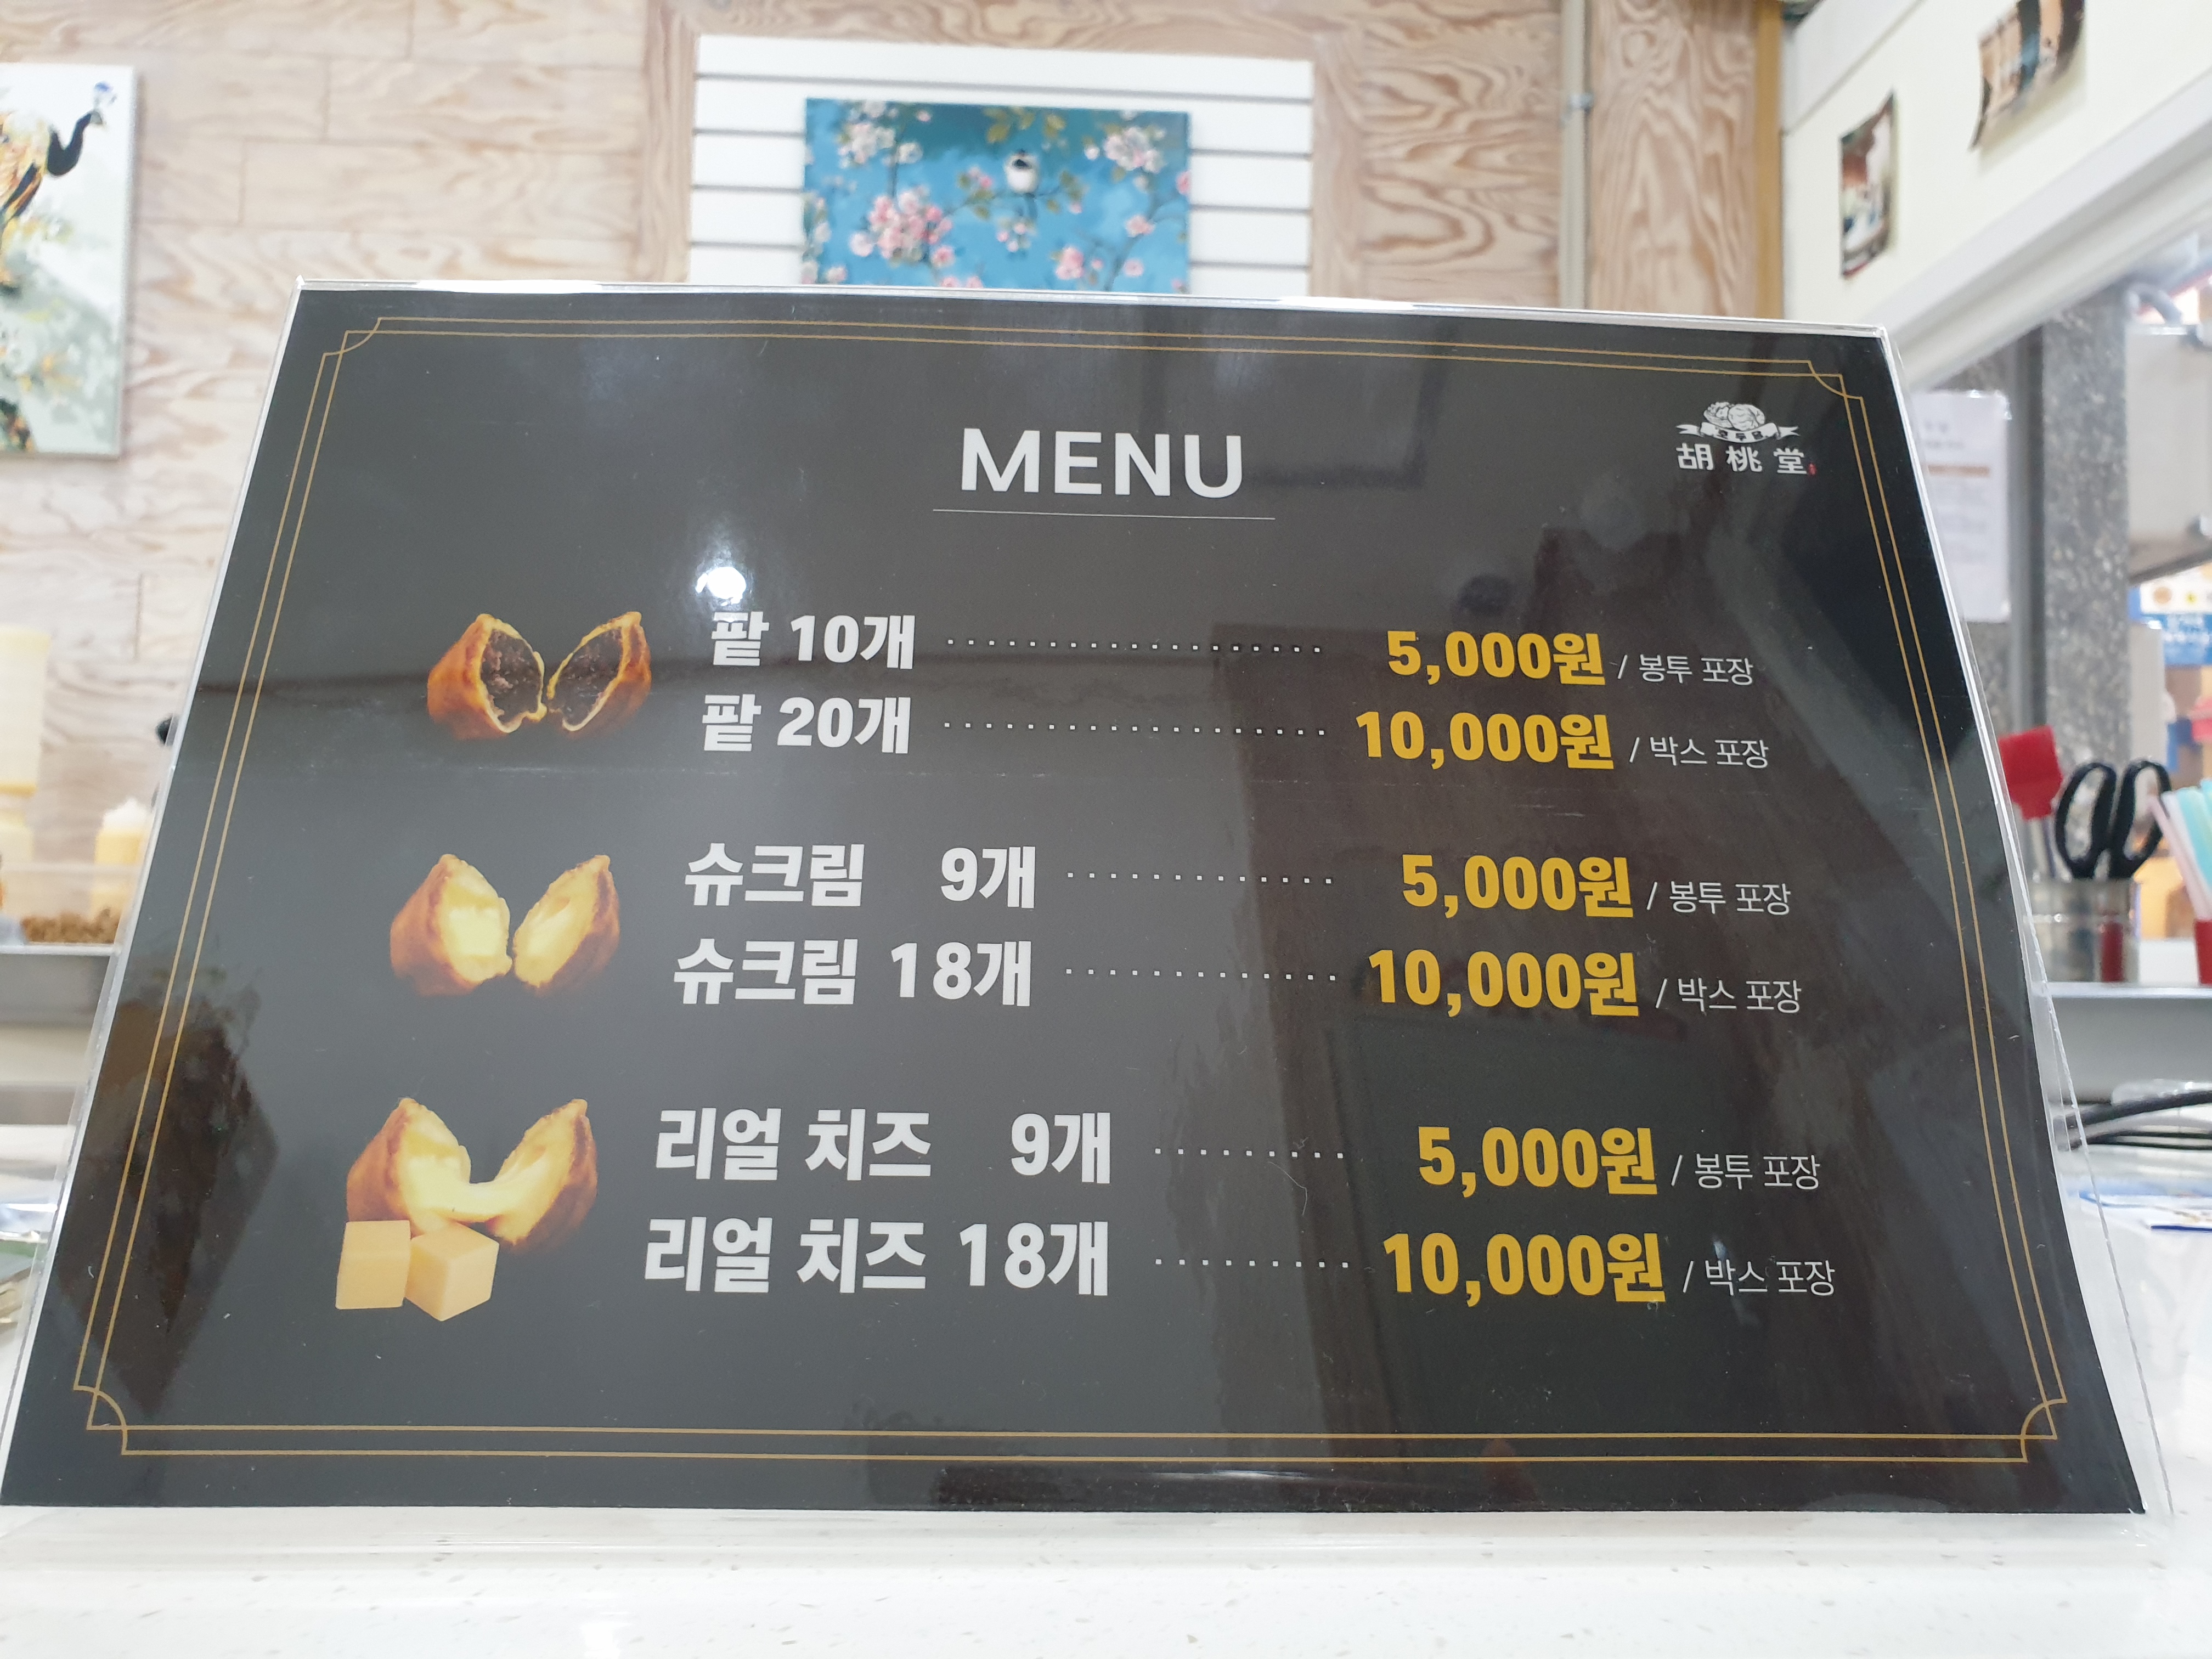 MENU
호두당
胡桃堂
팥 10개 ··················· 5,000원 / 봉투 포장
팥 20개 ··················· 10,000원 / 박스 포장
슈크림 9개 ············· 5,000원 / 봉투 포장
슈크림 18개 ············· 10,000원 / 박스 포장
리얼 치즈 9개 ·········· 5,000원 / 봉투 포장
리얼 치즈 18개 ·········· 10,000원 / 박스 포장